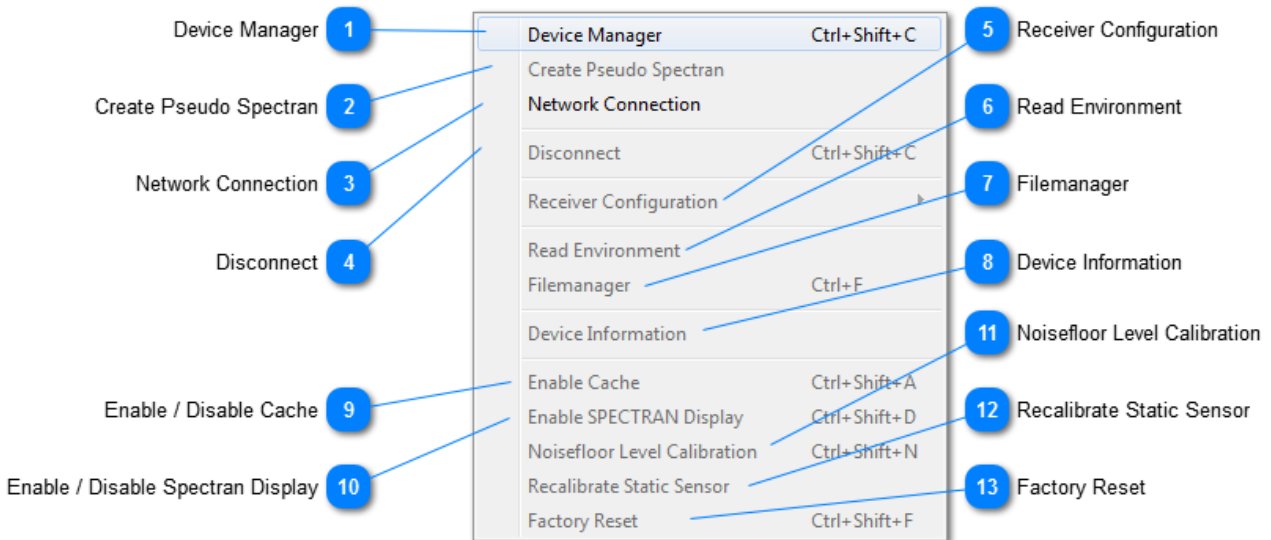 Device Manager 1
Create Pseudo Spectran 2
Network Connection 3
Disconnect 4
Enable / Disable Cache 9
Enable / Disable Spectran Display 10
Device Manager Ctrl+Shift+C
Create Pseudo Spectran
Network Connection
Disconnect Ctrl+Shift+C
Receiver Configuration
Read Environment
Filemanager Ctrl+F
Device Information
Enable Cache Ctrl+Shift+A
Enable SPECTRAN Display Ctrl+Shift+D
Noisefloor Level Calibration Ctrl+Shift+N
Recalibrate Static Sensor
Factory Reset Ctrl+Shift+F
5 Receiver Configuration
6 Read Environment
7 Filemanager
8 Device Information
11 Noisefloor Level Calibration
12 Recalibrate Static Sensor
13 Factory Reset